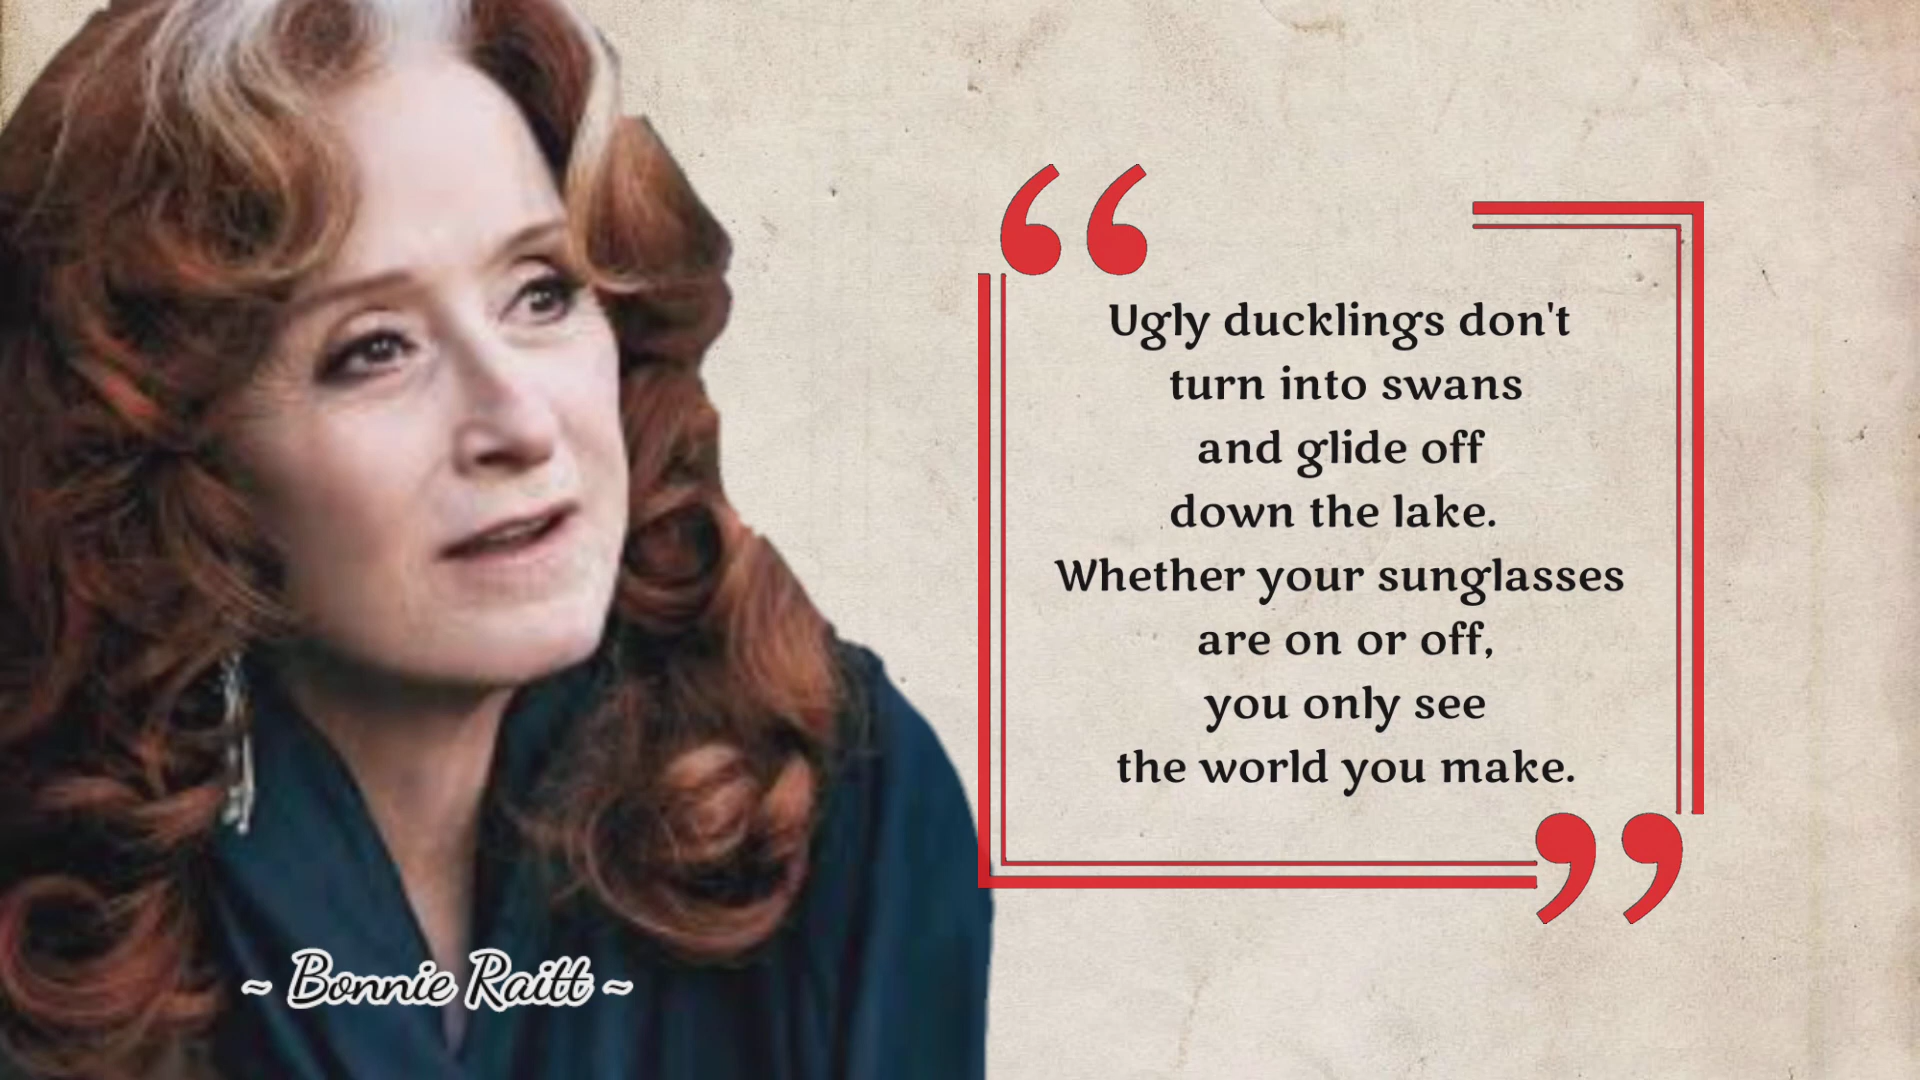 “
Ugly ducklings don't
turn into swans
and glide off
down the lake.
Whether your sunglasses
are on or off,
you only see
the world you make.
”
~ Bonnie Raitt ~